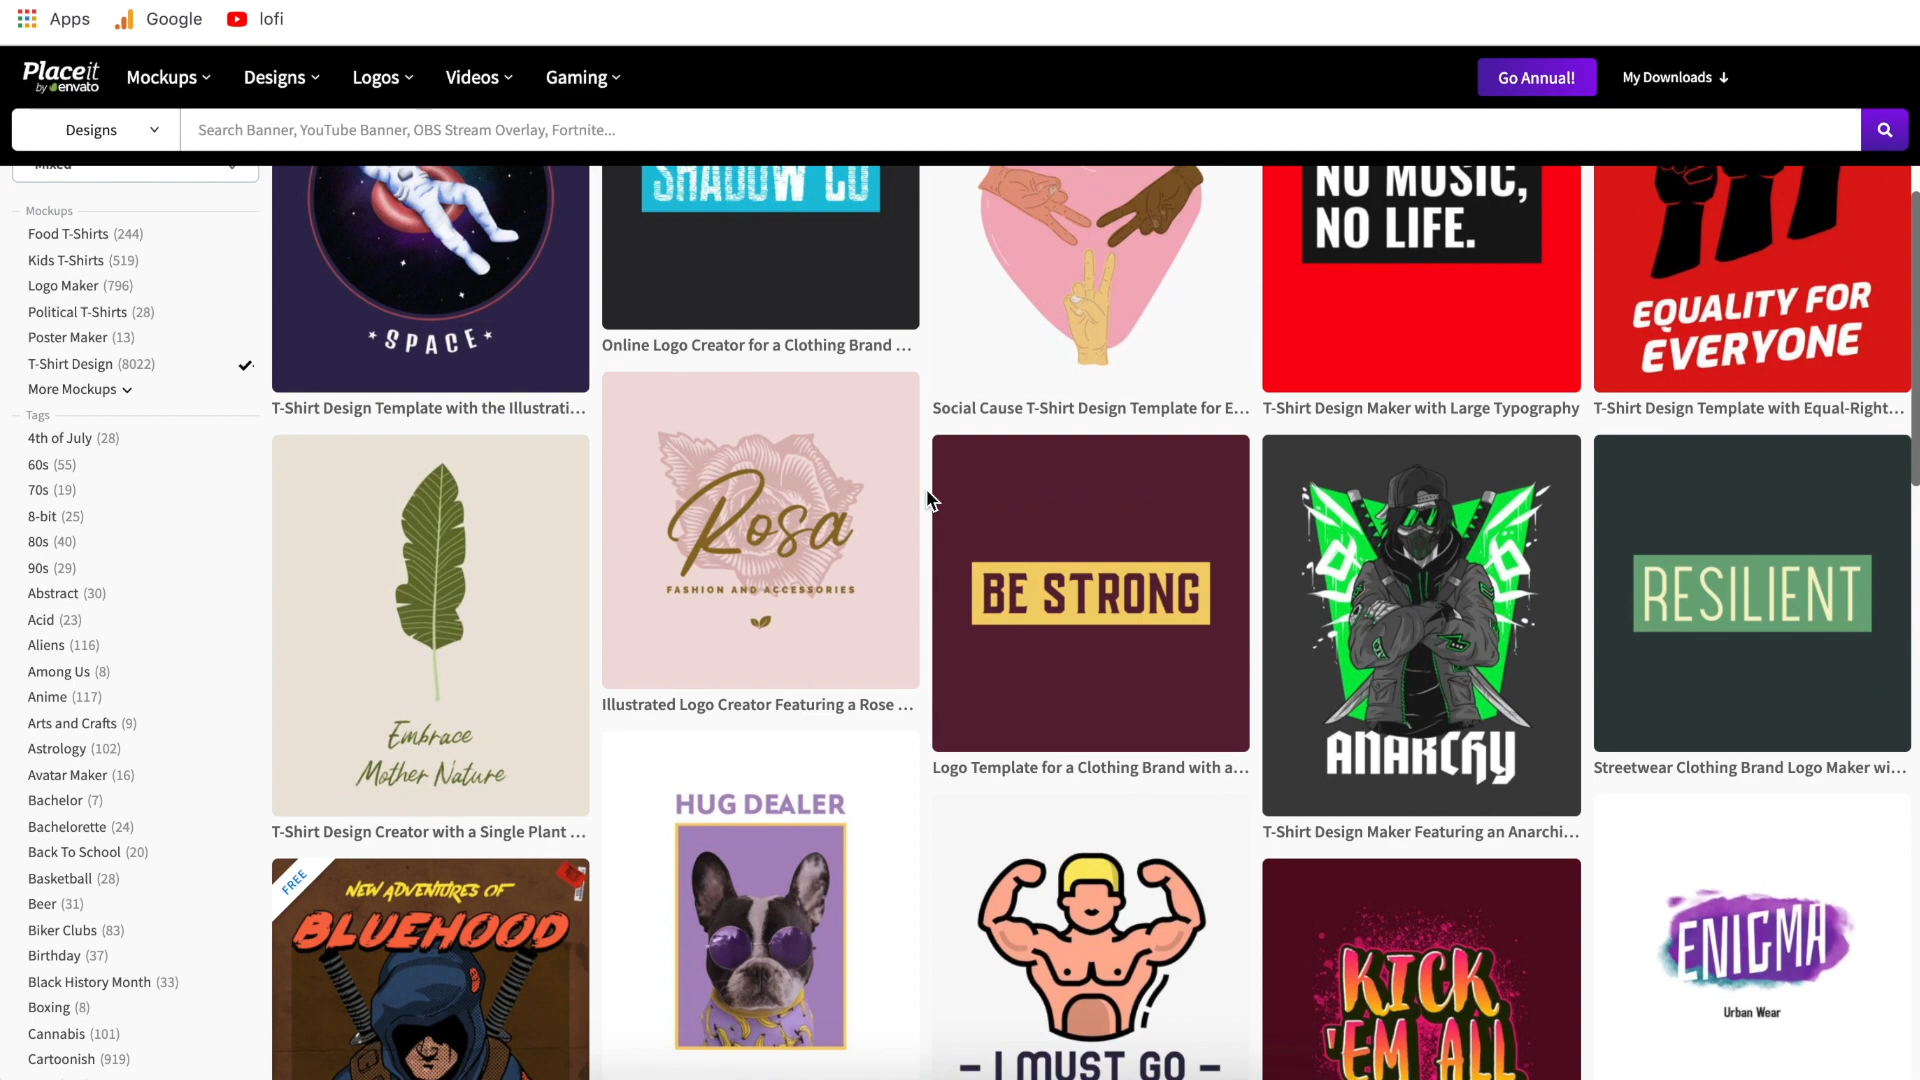 Apps
Google
lofi
Placeit
by envato
Mockups
Designs
Logos
Videos
Gaming
Go Annual!
My Downloads
Designs
Search Banner, YouTube Banner, OBS Stream Overlay, Fortnite...
Mixed
Mockups
Food T-Shirts (244)
Kids T-Shirts (519)
Logo Maker (796)
Political T-Shirts (28)
Poster Maker (13)
T-Shirt Design (8022)
More Mockups
Tags
4th of July (28)
60s (55)
70s (19)
8-bit (25)
80s (40)
90s (29)
Abstract (30)
Acid (23)
Aliens (116)
Among Us (8)
Anime (117)
Arts and Crafts (9)
Astrology (102)
Avatar Maker (16)
Bachelor (7)
Bachelorette (24)
Back To School (20)
Basketball (28)
Beer (31)
Biker Clubs (83)
Birthday (37)
Black History Month (33)
Boxing (8)
Cannabis (101)
Cartoonish (919)
SPACE
T-Shirt Design Template with the Illustrati...
Embrace
Mother Nature
T-Shirt Design Creator with a Single Plant ...
FREE
NEW ADVENTURES OF
BLUEHOOD
SHADOW CO
Online Logo Creator for a Clothing Brand ...
Rosa
FASHION AND ACCESSORIES
Illustrated Logo Creator Featuring a Rose ...
HUG DEALER
Social Cause T-Shirt Design Template for E...
BE STRONG
Logo Template for a Clothing Brand with a...
– I MUST GO –
NO MUSIC,
NO LIFE.
T-Shirt Design Maker with Large Typography
ANARCHY
T-Shirt Design Maker Featuring an Anarchi...
KICK
'EM ALL
EQUALITY FOR
EVERYONE
T-Shirt Design Template with Equal-Right...
RESILIENT
Streetwear Clothing Brand Logo Maker wi...
ENIGMA
Urban Wear